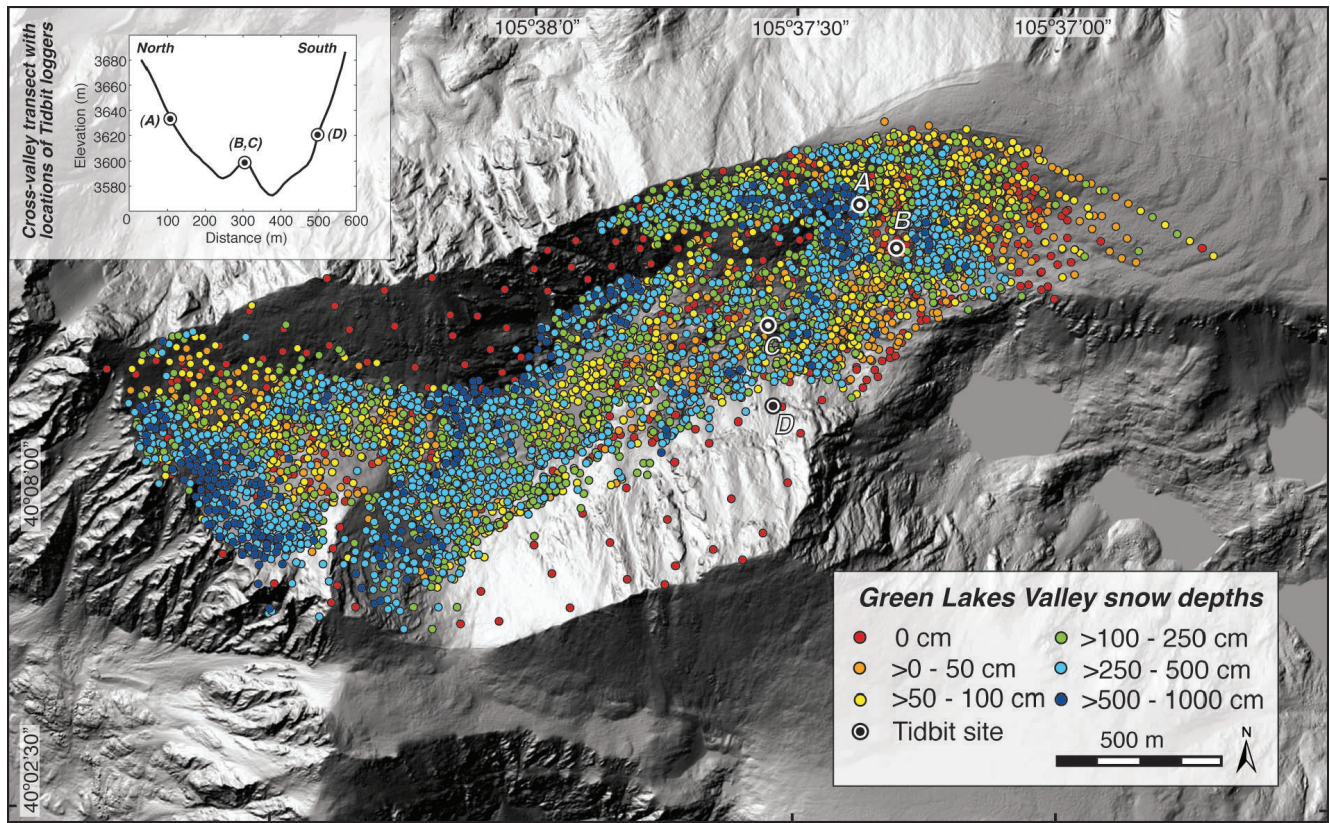 Cross-valley transect with
locations of Tidbit loggers
North
South
3680
3660
3640
3620
3600
3580
Elevation (m)
(A)
(B,C)
(D)
0
100
200
300
400
500
600
Distance (m)
105°38'0"
105°37'30"
105°37'00"
40°08'00"
40°02'30"
A
B
C
D
Green Lakes Valley snow depths
0 cm
>0 - 50 cm
>50 - 100 cm
>100 - 250 cm
>250 - 500 cm
>500 - 1000 cm
Tidbit site
500 m
N